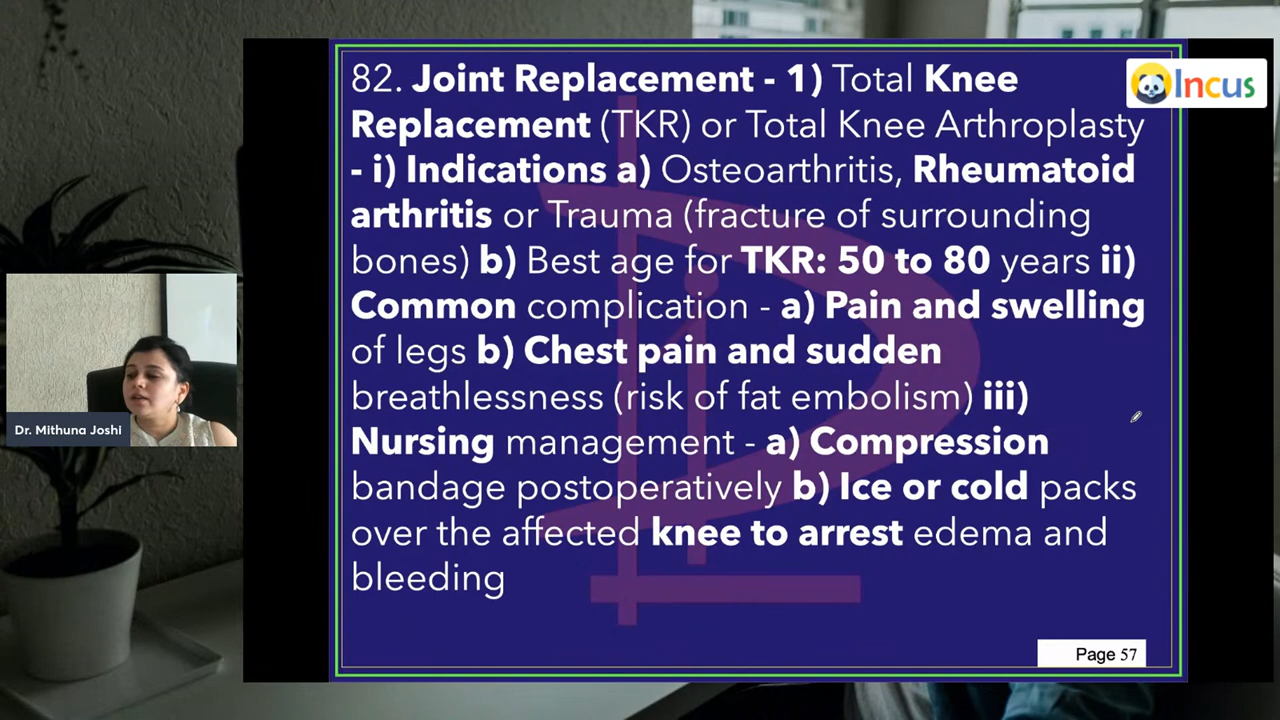 82. Joint Replacement - 1) Total Knee
Replacement (TKR) or Total Knee Arthroplasty
- i) Indications a) Osteoarthritis, Rheumatoid
arthritis or Trauma (fracture of surrounding
bones) b) Best age for TKR: 50 to 80 years ii)
Common complication - a) Pain and swelling
of legs b) Chest pain and sudden
breathlessness (risk of fat embolism) iii)
Nursing management - a) Compression
bandage postoperatively b) Ice or cold packs
over the affected knee to arrest edema and
bleeding
Page 57
Incus
Dr. Mithuna Joshi